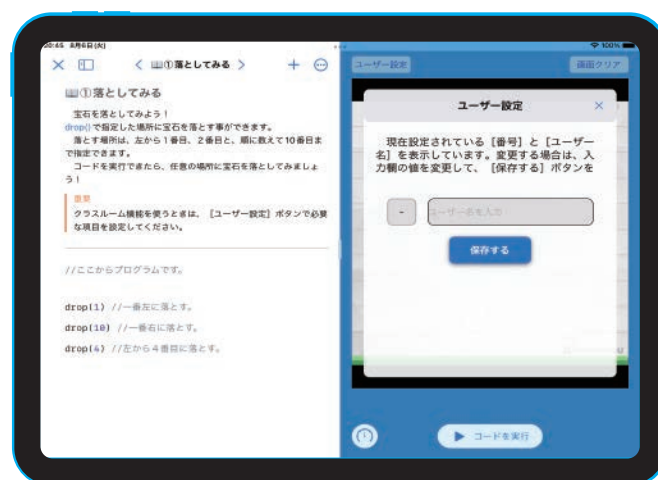 20:45 8月6日(火)
100%
①落としてみる
ユーザー設定
画面クリア
①落としてみる
宝石を落としてみよう！
drop()で指定した場所に宝石を落とす事ができます。
落とす場所は、左から1番目、2番目と、順に数えて10番目ま
で指定できます。
コードを実行できたら、任意の場所に宝石を落としてみましょ
う！
重要
クラスルーム機能を使うときは、［ユーザー設定］ボタンで必要
な項目を設定してください。
//ここからプログラムです。
drop(1) //一番左に落とす。
drop(10) //一番右に落とす。
drop(4) //左から4番目に落とす。
ユーザー設定
現在設定されている［番号］と［ユーザー
名］を表示しています。変更する場合は、入
力欄の値を変更して、［保存する］ボタンを
-
ユーザー名を入力
保存する
コードを実行